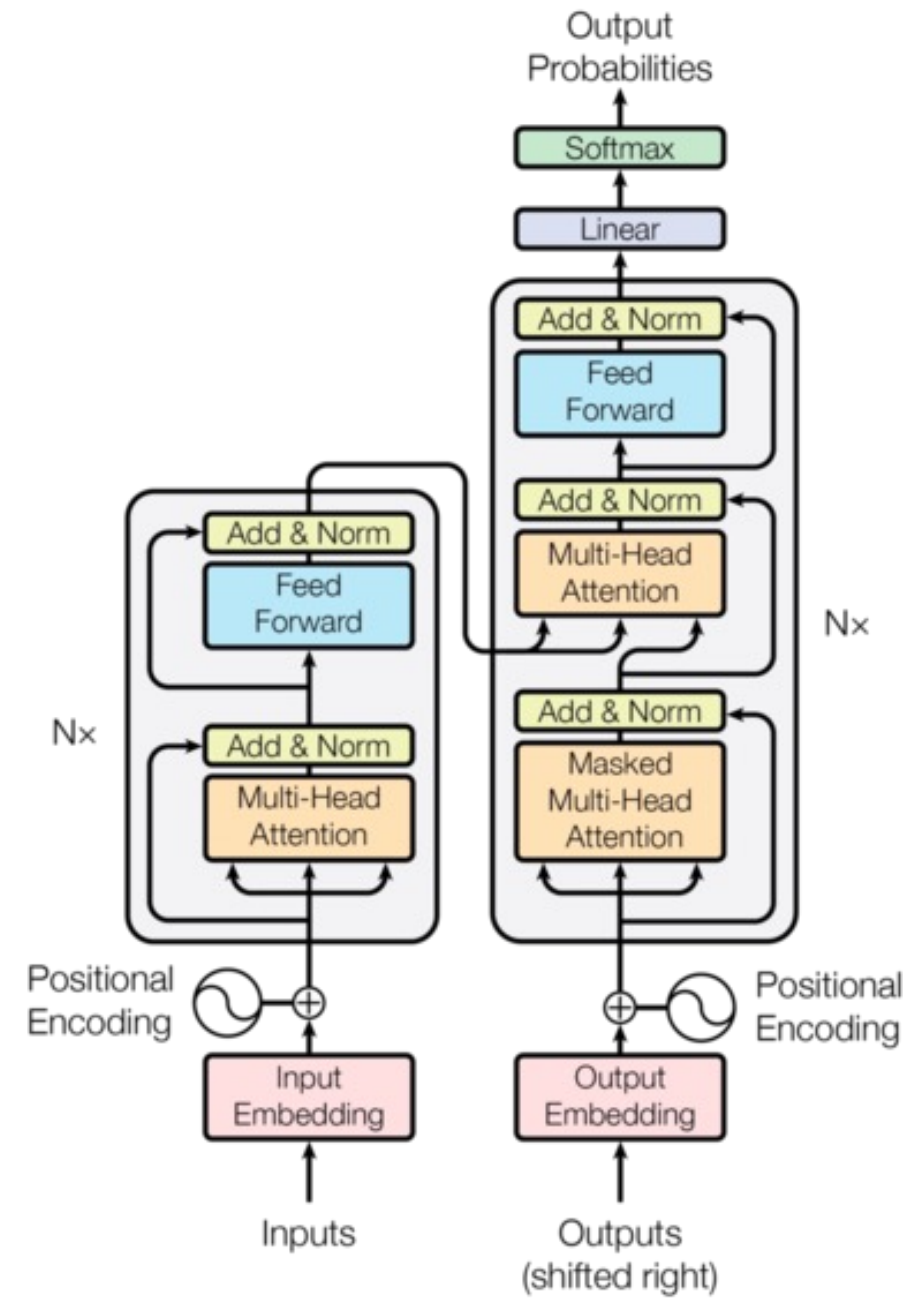 Output
Probabilities
Softmax
Linear
Add & Norm
Feed
Forward
Add & Norm
Multi-Head
Attention
Add & Norm
Masked
Multi-Head
Attention
Nx
Add & Norm
Feed
Forward
Add & Norm
Multi-Head
Attention
Nx
Positional
Encoding
Positional
Encoding
Input
Embedding
Output
Embedding
Inputs
Outputs
(shifted right)